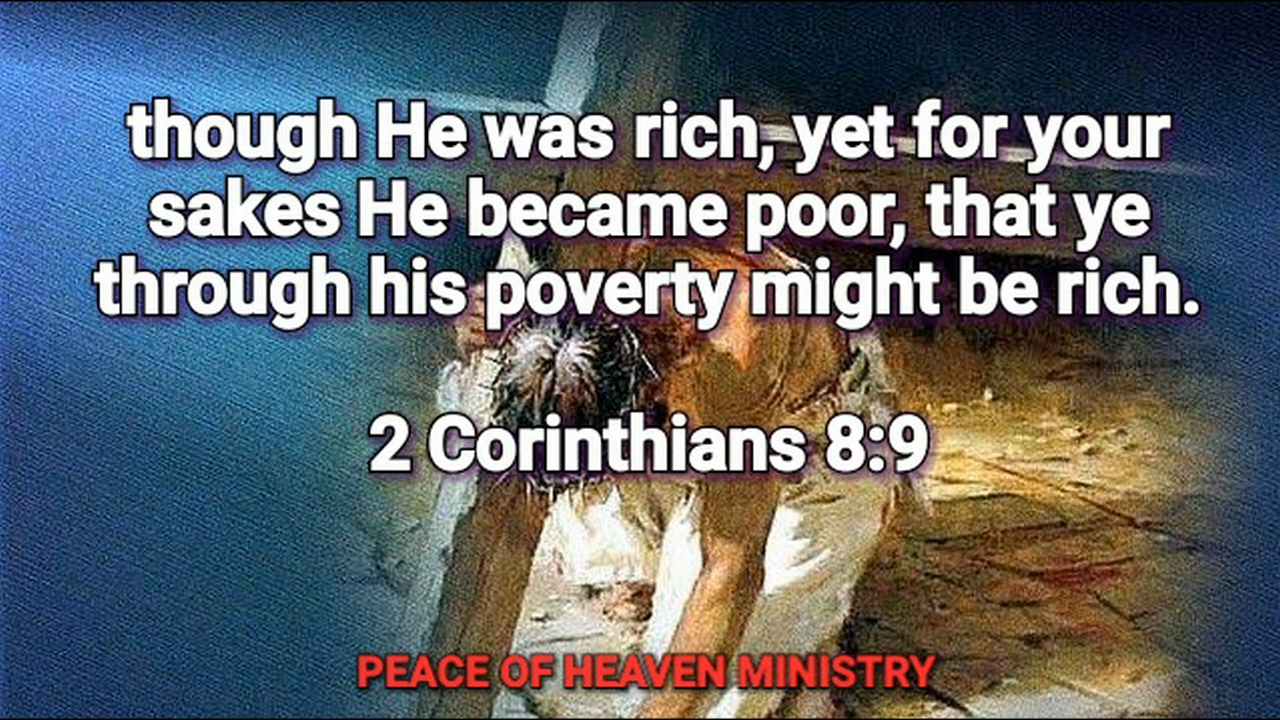 though He was rich, yet for your
sakes He became poor, that ye
through his poverty might be rich.
2 Corinthians 8:9
PEACE OF HEAVEN MINISTRY